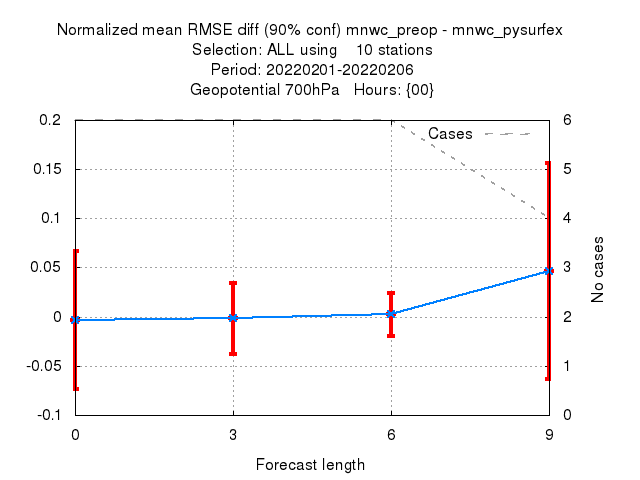 Normalized mean RMSE diff (90% conf) mnwc_preop - mnwc_pysurfex
Selection: ALL using    10 stations
Period: 20220201-20220206
Geopotential 700hPa   Hours: {00}
Cases
0.2
0.15
0.1
0.05
0
-0.05
-0.1
6
5
4
3
2
1
0
No cases
0 3 6 9
Forecast length